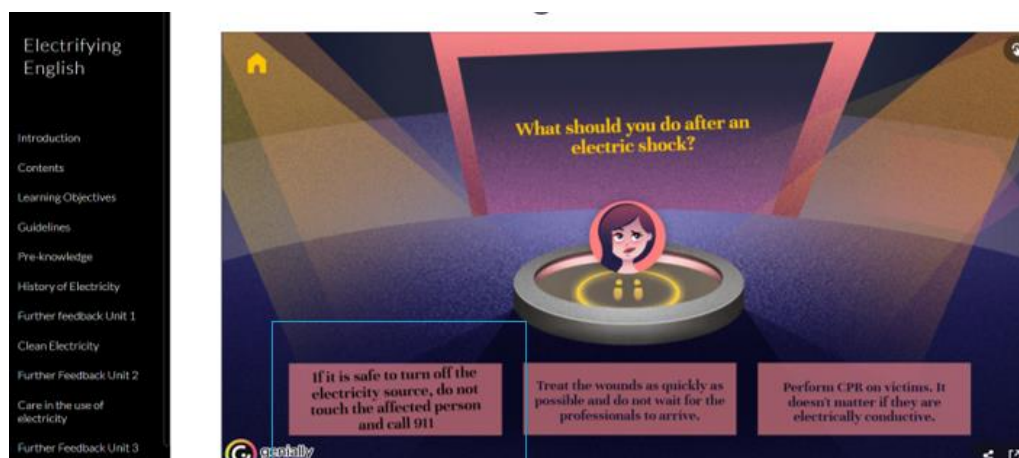 Electrifying
English
Introduction
Contents
Learning Objectives
Guidelines
Pre-knowledge
History of Electricity
Further feedback Unit 1
Clean Electricity
Further Feedback Unit 2
Care in the use of
electricity
Further Feedback Unit 3
What should you do after an
electric shock?
If it is safe to turn off the
electricity source, do not
touch the affected person
and call 911
Treat the wounds as quickly as
possible and do not wait for the
professionals to arrive.
Perform CPR on victims. It
doesn't matter if they are
electrically conductive.
genially